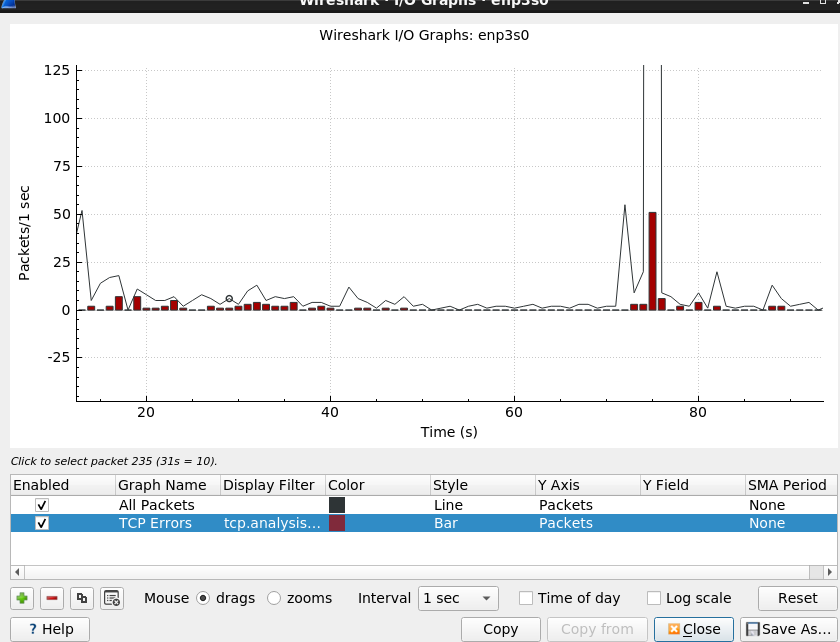 Wireshark · I/O Graphs · enp3s0
Wireshark I/O Graphs: enp3s0
125
100
75
50
25
0
-25
Packets/1 sec
20 40 60 80
Time (s)
Click to select packet 235 (31s = 10).
Enabled Graph Name Display Filter Color Style Y Axis Y Field SMA Period
All Packets Line Packets None
TCP Errors tcp.analysis... Bar Packets None
Mouse drags zooms Interval 1 sec Time of day Log scale Reset
? Help Copy Copy from Close Save As...